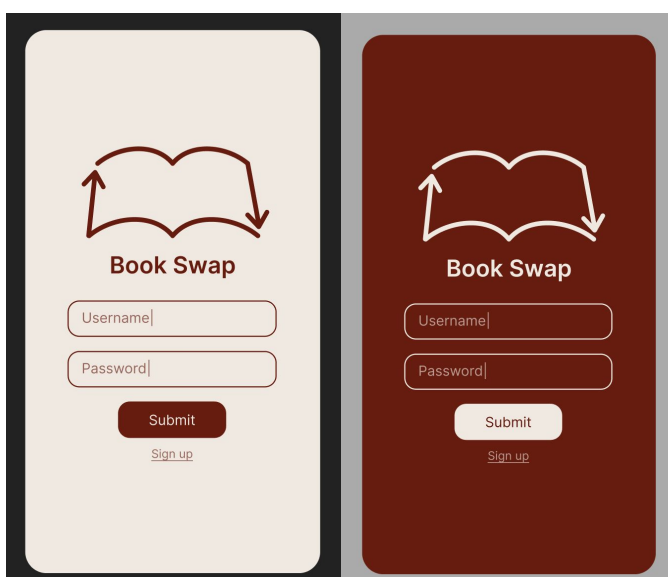 Book Swap
Username|
Password|
Submit
Sign up
Book Swap
Username|
Password|
Submit
Sign up